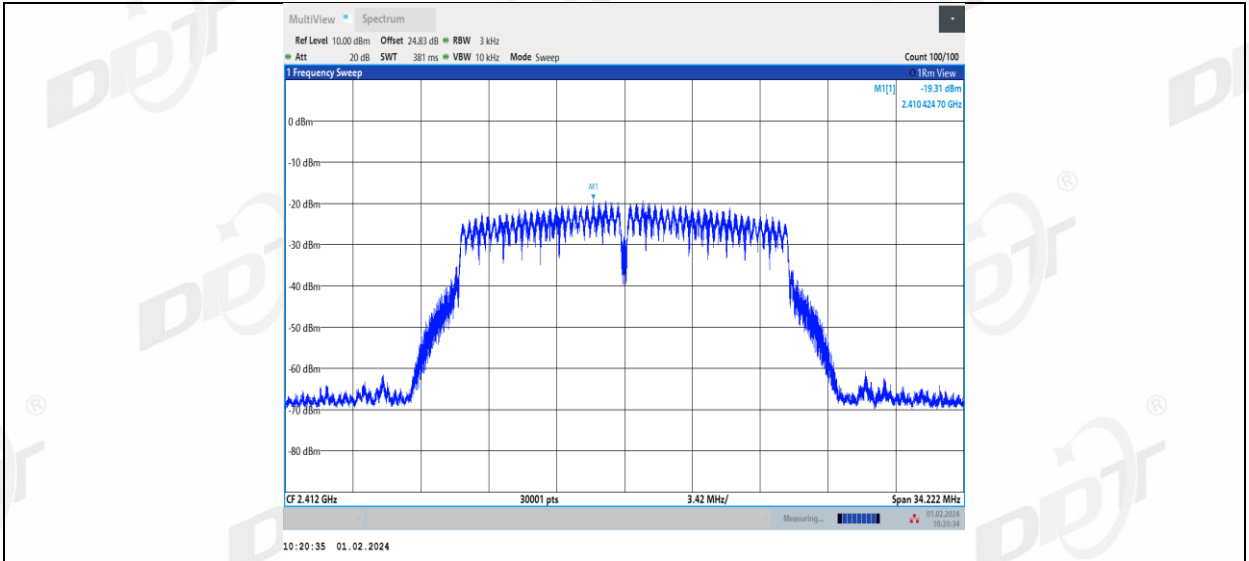 MultiView Spectrum
Ref Level 10.00 dBm Offset 24.83 dB RBW 3 kHz
Att 20 dB SWT 381 ms VBW 10 kHz Mode Sweep Count 100/100
1 Frequency Sweep 1Rm View
M1[1] -19.31 dBm
2.410 424 70 GHz
0 dBm
-10 dBm
M1
-20 dBm
-30 dBm
-40 dBm
-50 dBm
-60 dBm
-70 dBm
-80 dBm
CF 2.412 GHz 30001 pts 3.42 MHz/ Span 34.222 MHz
Measuring... 01.02.2024
10:20:34
10:20:35 01.02.2024
DDT
®